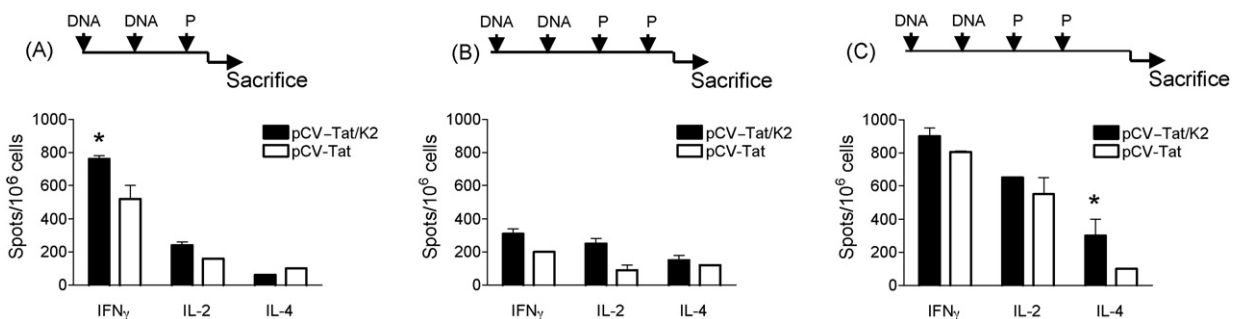 (A)
DNA DNA P
Sacrifice
Spots/10⁶ cells
1000
800
600
400
200
0
*
pCV–Tat/K2
pCV-Tat
IFNγ IL-2 IL-4
(B)
DNA DNA P P
Sacrifice
Spots/10⁶ cells
1000
800
600
400
200
0
pCV–Tat/K2
pCV-Tat
IFNγ IL-2 IL-4
(C)
DNA DNA P P
Sacrifice
Spots/10⁶ cells
1000
800
600
400
200
0
pCV–Tat/K2
pCV-Tat
*
IFNγ IL-2 IL-4